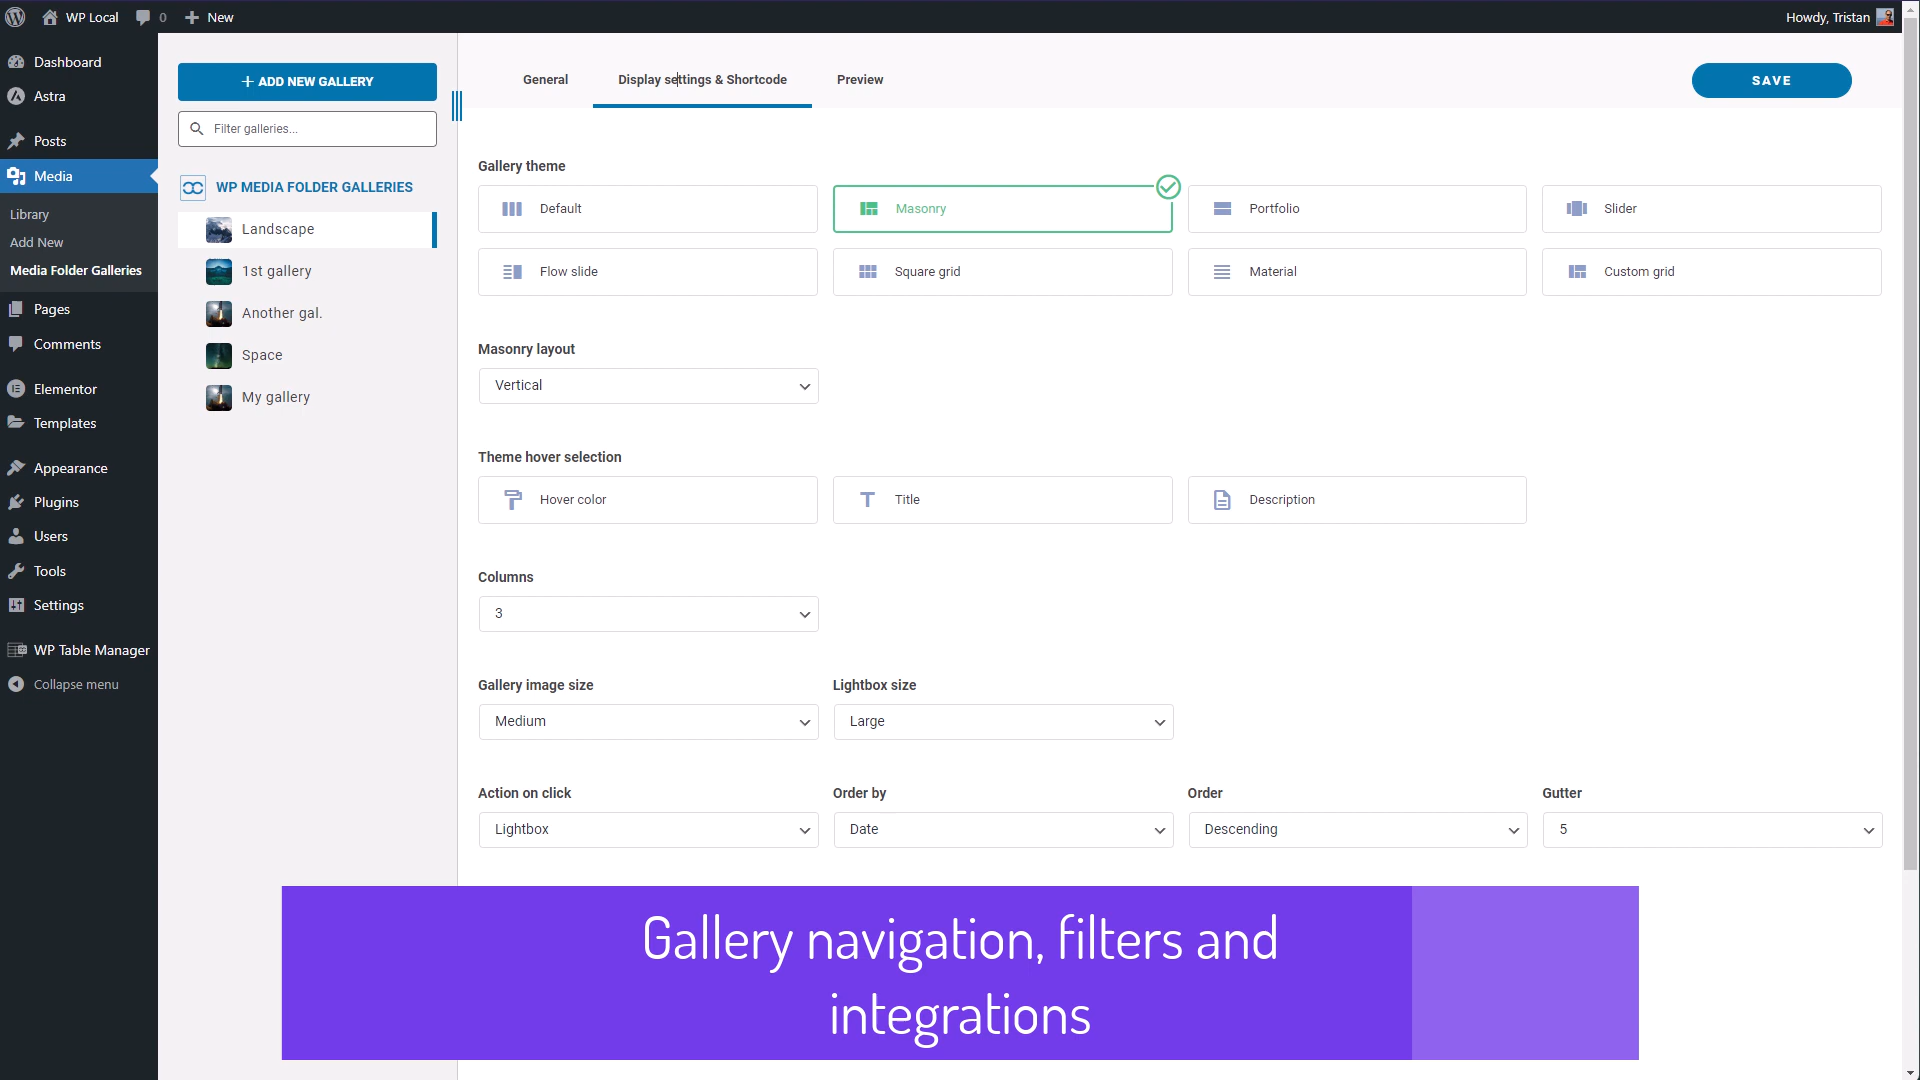 WP Local
0
New
Howdy, Tristan
Dashboard
Astra
Posts
Media
Library
Add New
Media Folder Galleries
Pages
Comments
Elementor
Templates
Appearance
Plugins
Users
Tools
Settings
WP Table Manager
Collapse menu
ADD NEW GALLERY
Filter galleries...
WP MEDIA FOLDER GALLERIES
Landscape
1st gallery
Another gal.
Space
My gallery
General
Display settings & Shortcode
Preview
SAVE
Gallery theme
Default
Masonry
Portfolio
Slider
Flow slide
Square grid
Material
Custom grid
Masonry layout
Vertical
Theme hover selection
Hover color
Title
Description
Columns
3
Gallery image size
Lightbox size
Medium
Large
Action on click
Order by
Order
Gutter
Lightbox
Date
Descending
5
Gallery navigation, filters and
integrations